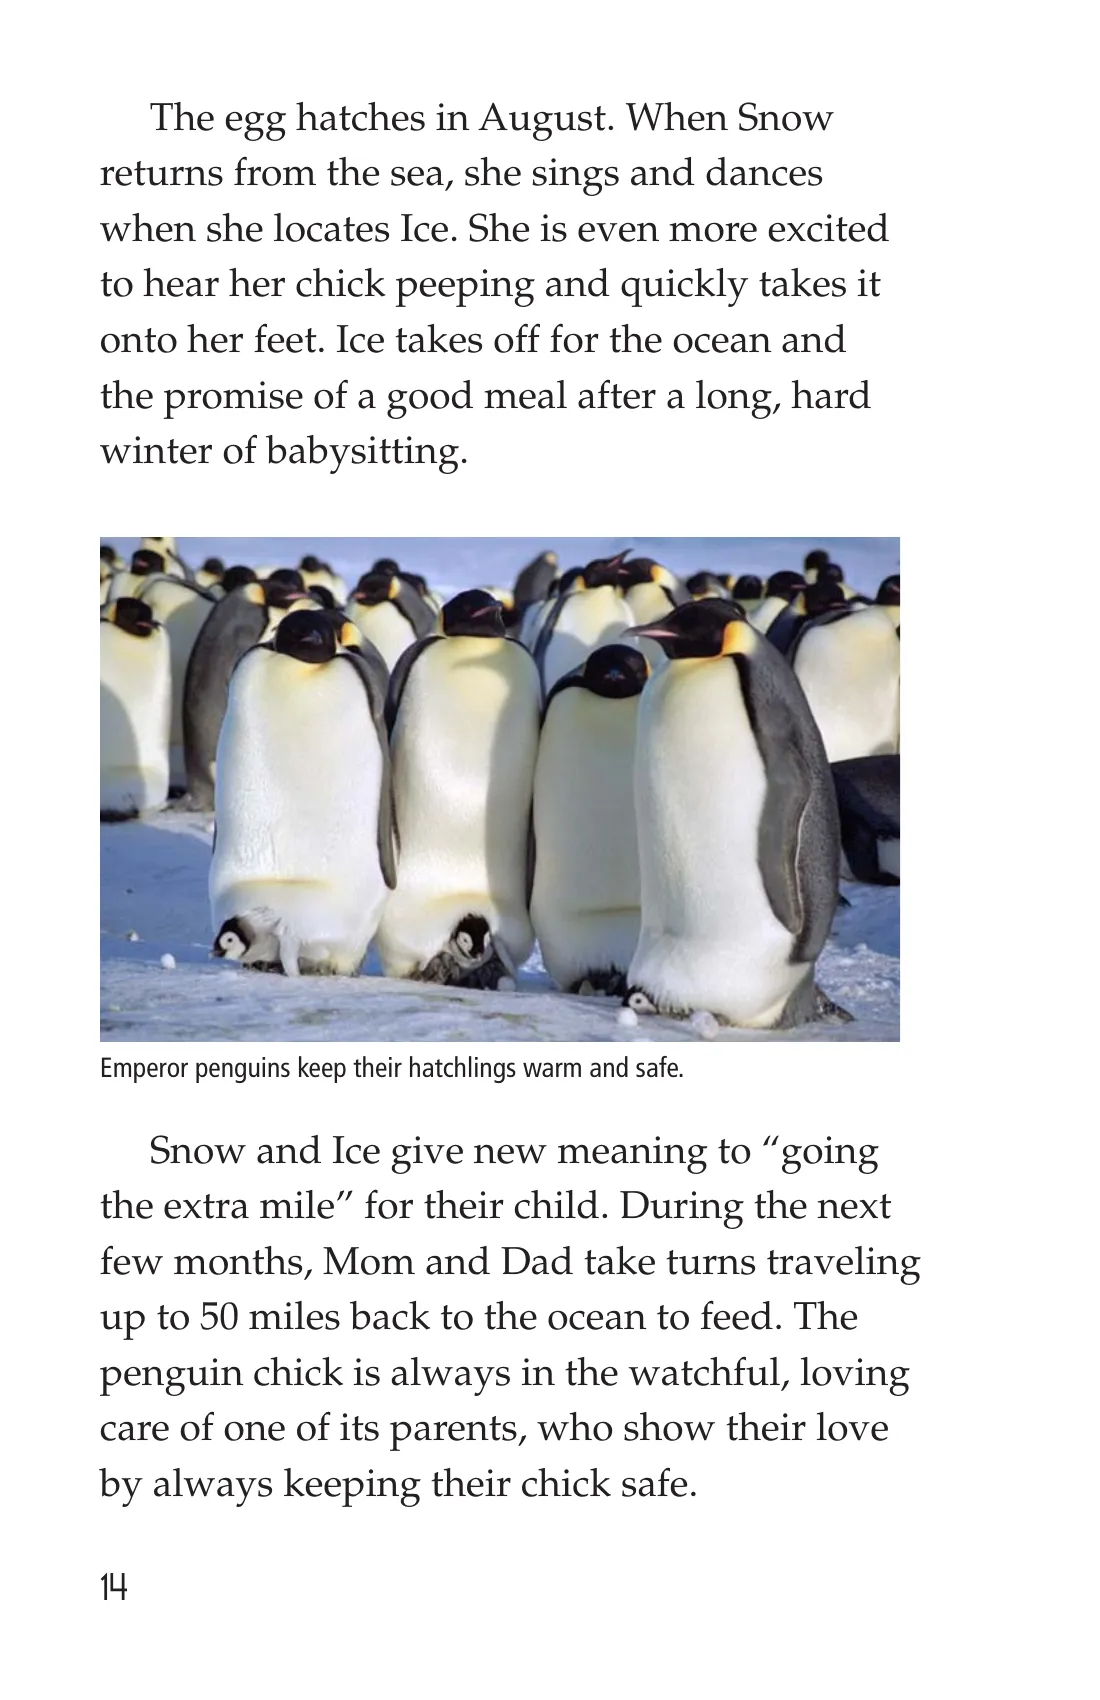 The egg hatches in August. When Snow
returns from the sea, she sings and dances
when she locates Ice. She is even more excited
to hear her chick peeping and quickly takes it
onto her feet. Ice takes off for the ocean and
the promise of a good meal after a long, hard
winter of babysitting.
Emperor penguins keep their hatchlings warm and safe.
Snow and Ice give new meaning to “going
the extra mile” for their child. During the next
few months, Mom and Dad take turns traveling
up to 50 miles back to the ocean to feed. The
penguin chick is always in the watchful, loving
care of one of its parents, who show their love
by always keeping their chick safe.
14